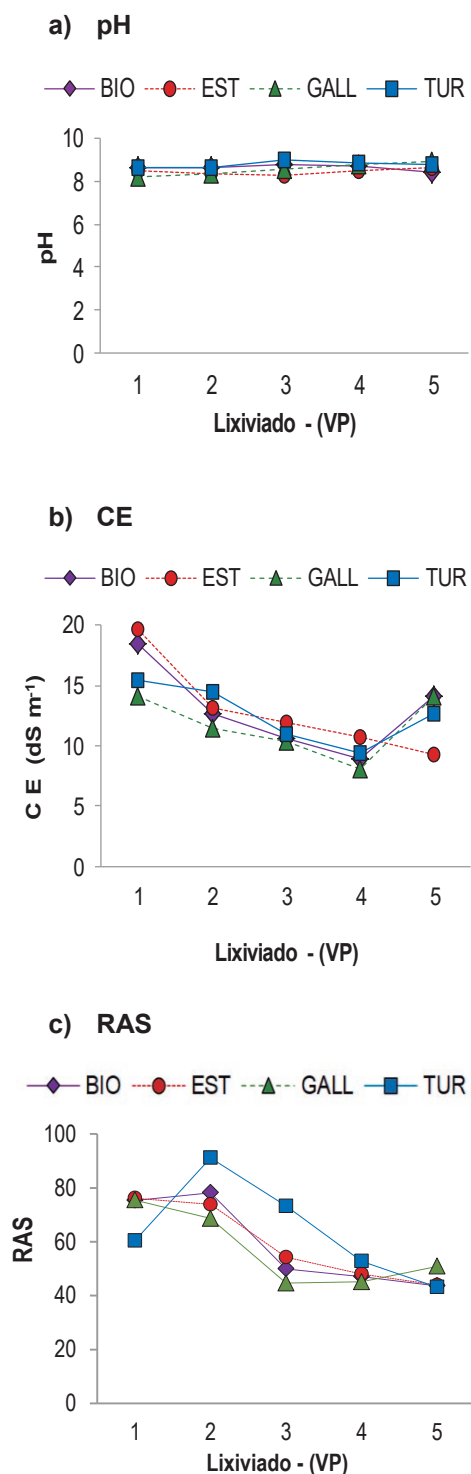 a) pH
BIO EST GALL TUR
10
8
6
4
2
0
pH
1 2 3 4 5
Lixiviado - (VP)
b) CE
BIO EST GALL TUR
20
15
10
5
0
C E (dS m⁻¹)
1 2 3 4 5
Lixiviado - (VP)
c) RAS
BIO EST GALL TUR
100
80
60
40
20
0
RAS
1 2 3 4 5
Lixiviado - (VP)